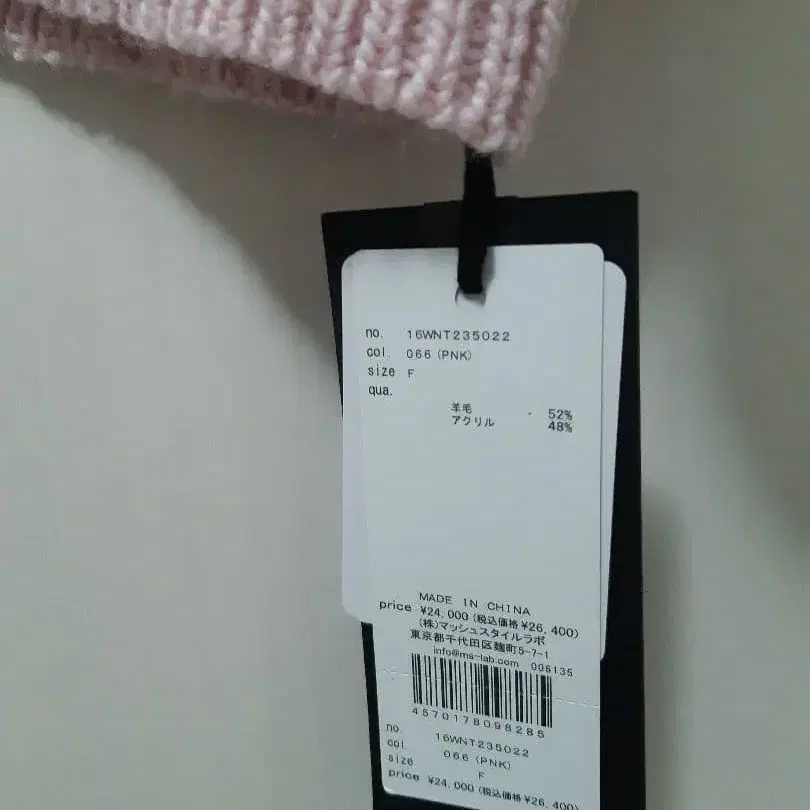 no. 16WNT235022
col. 066 (PNK)
size F
qua.
羊毛 52%
アクリル 48%
MADE IN CHINA
price ¥24,000 (税込価格¥26,400)
(株)マッシュスタイルラボ
東京都千代田区麹町5-7-1
info@ms-lab.com 006135
4570178098285
no. 16WNT235022
col. 066 (PNK)
size F
price ¥24,000 (税込価格¥26,400)